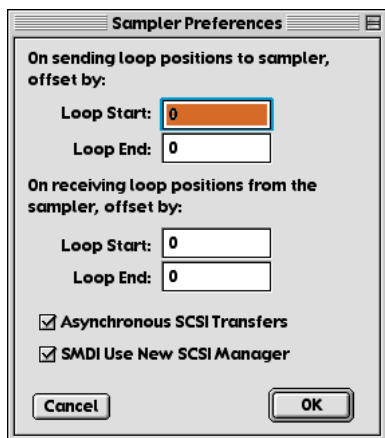 Sampler Preferences
On sending loop positions to sampler,
offset by:
Loop Start: 0
Loop End: 0
On receiving loop positions from the
sampler, offset by:
Loop Start: 0
Loop End: 0
Asynchronous SCSI Transfers
SMDI Use New SCSI Manager
Cancel OK